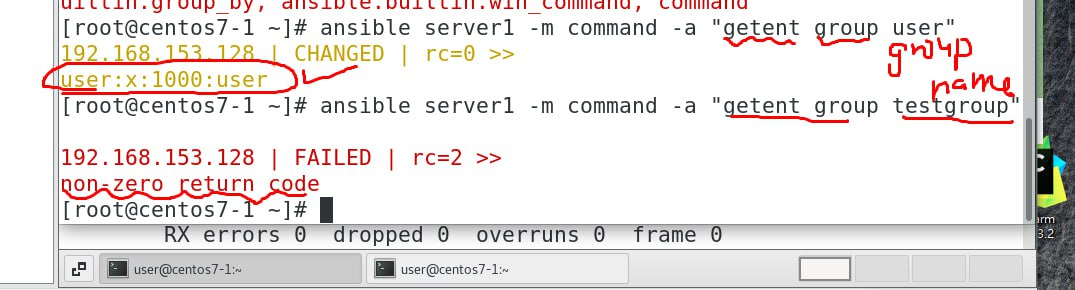 uiltin.group_by, ansible.builtin.win_command, command
[root@centos7-1 ~]# ansible server1 -m command -a "getent group user"
192.168.153.128 | CHANGED | rc=0 >>
group
user:x:1000:user
name
[root@centos7-1 ~]# ansible server1 -m command -a "getent group testgroup"
192.168.153.128 | FAILED | rc=2 >>
non-zero return code
[root@centos7-1 ~]#
RX errors 0 dropped 0 overruns 0 frame 0
arm
3.2
user@centos7-1:~
user@centos7-1:~